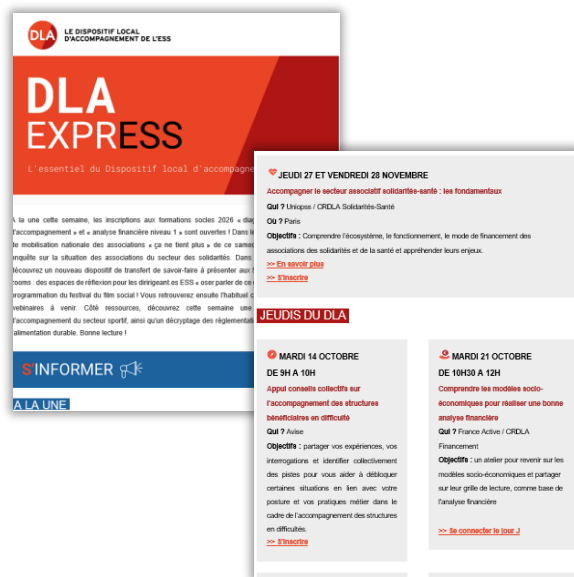 DLA
LE DISPOSITIF LOCAL
D'ACCOMPAGNEMENT DE L'ESS
DLA
EXPRESS
L'essentiel du Dispositif local d'accompagne
A la une cette semaine, les inscriptions aux formations socles 2026 « diag
d'accompagnement » et « analyse financière niveau 1 » sont ouvertes ! Dans le
de mobilisation nationale des associations « ça ne tient plus » de ce samed
enquête sur la situation des associations du secteur des solidarités. Dans
découvrez un nouveau dispositif de transfert de savoir-faire à présenter aux
rooms : des espaces de réflexion pour les dirigeant es ESS « oser parler de ce
programmation du festival du film social ! Vous retrouverez ensuite l'habituel c
webinaires à venir. Côté ressources, découvrez cette semaine une
l'accompagnement du secteur sportif, ainsi qu'un décryptage des réglementati
alimentation durable. Bonne lecture !
S'INFORMER
A LA UNE
JEUDI 27 ET VENDREDI 28 NOVEMBRE
Accompagner le secteur associatif solidarités-santé : les fondamentaux
Qui ? Uniopss / CRDLA Solidarités-Santé
Où ? Paris
Objectifs : Comprendre l'écosystème, le fonctionnement, le mode de financement des
associations des solidarités et de la santé et appréhender leurs enjeux.
>> En savoir plus
>> S'inscrire
JEUDIS DU DLA
MARDI 14 OCTOBRE
DE 9H A 10H
Appui conseils collectifs sur
l'accompagnement des structures
bénéficiaires en difficulté
Qui ? Avise
Objectifs : partager vos expériences, vos
interrogations et identifier collectivement
des pistes pour vous aider à débloquer
certaines situations en lien avec votre
posture et vos pratiques métier dans le
cadre de l'accompagnement des structures
en difficultés.
>> S'inscrire
MARDI 21 OCTOBRE
DE 10H30 A 12H
Comprendre les modèles socio-
économiques pour réaliser une bonne
analyse financière
Qui ? France Active / CRDLA
Financement
Objectifs : un atelier pour revenir sur les
modèles socio-économiques et partager
sur leur grille de lecture, comme base de
l'analyse financière
>> Se connecter le jour J